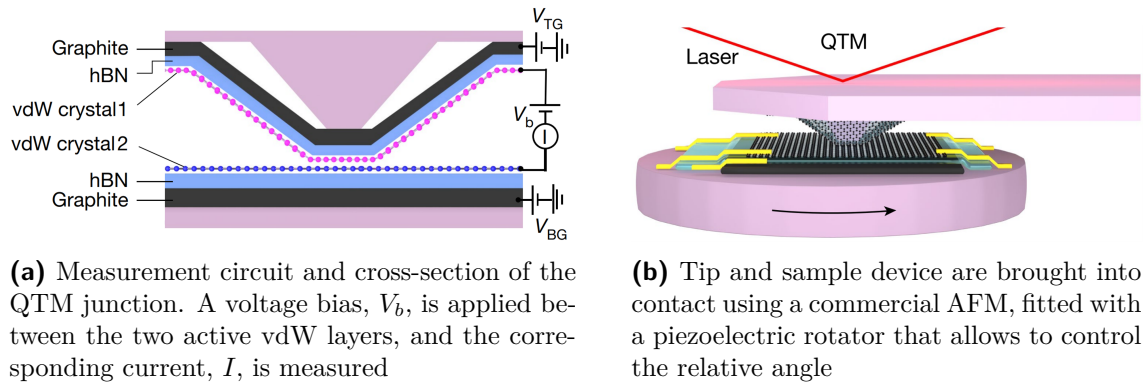 V_TG
Graphite
hBN
vdW crystal1
V_b
vdW crystal2
hBN
Graphite
V_BG
QTM
Laser
(a) Measurement circuit and cross-section of the
QTM junction. A voltage bias, V_b, is applied be-
tween the two active vdW layers, and the corre-
sponding current, I, is measured
(b) Tip and sample device are brought into
contact using a commercial AFM, fitted with
a piezoelectric rotator that allows to control
the relative angle